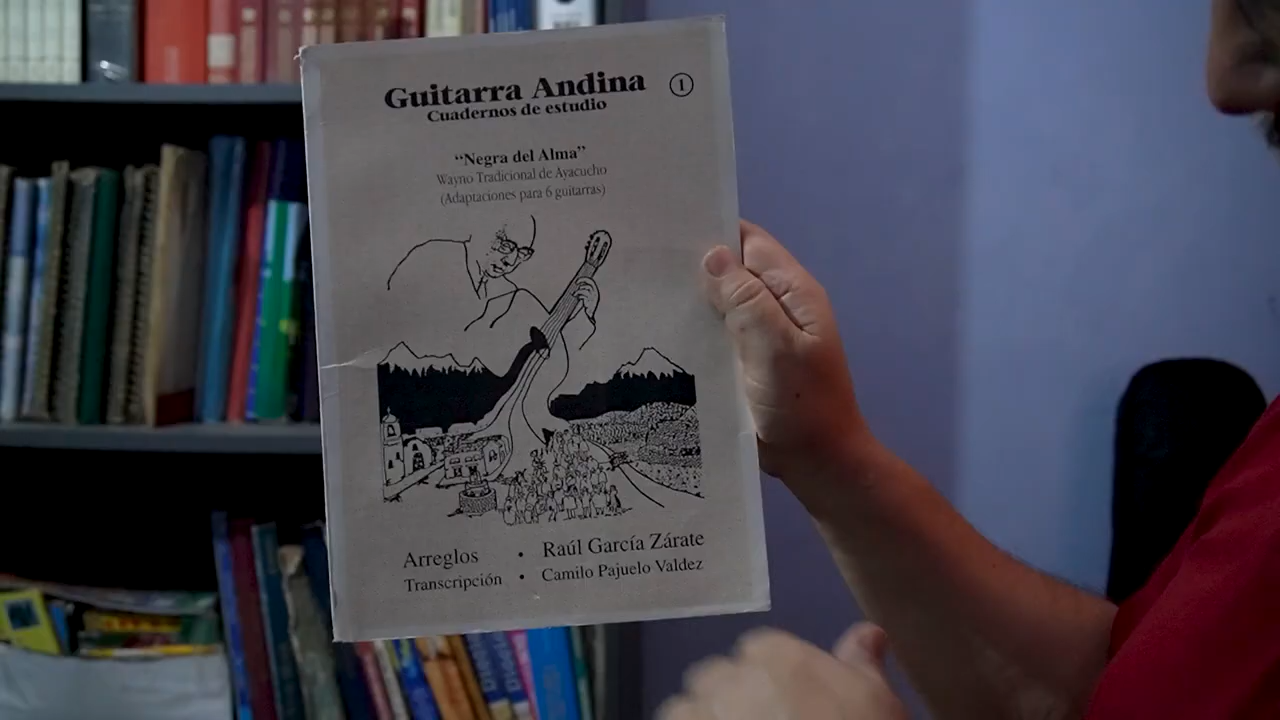 Guitarra Andina
①
Cuadernos de estudio
“Negra del Alma”
Wayno Tradicional de Ayacucho
(Adaptaciones para 6 guitarras)
Arreglos • Raúl García Zárate
Transcripción • Camilo Pajuelo Valdez